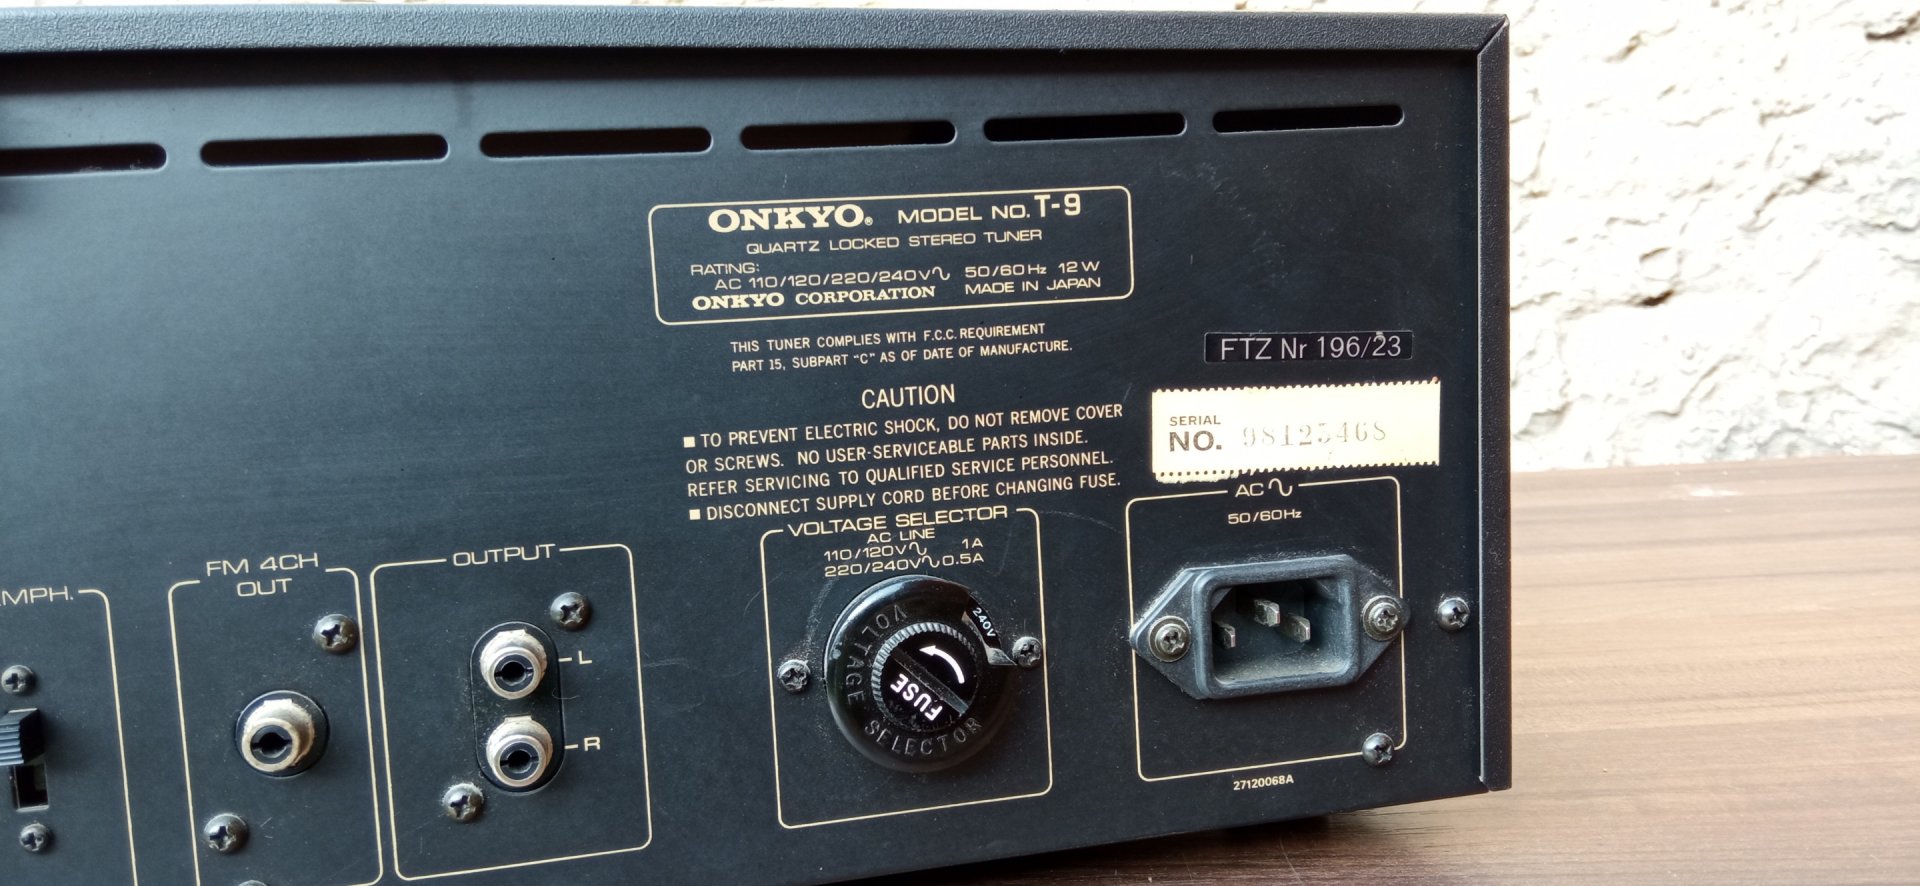 ONKYO® MODEL NO. T-9
QUARTZ LOCKED STEREO TUNER
RATING:
AC 110/120/220/240V∿ 50/60Hz 12W
ONKYO CORPORATION MADE IN JAPAN
THIS TUNER COMPLIES WITH F.C.C. REQUIREMENT
PART 15, SUBPART "C" AS OF DATE OF MANUFACTURE.
FTZ Nr 196/23
CAUTION
■ TO PREVENT ELECTRIC SHOCK, DO NOT REMOVE COVER
OR SCREWS. NO USER-SERVICEABLE PARTS INSIDE.
REFER SERVICING TO QUALIFIED SERVICE PERSONNEL.
■ DISCONNECT SUPPLY CORD BEFORE CHANGING FUSE.
SERIAL
NO. 98125468
MPH.
FM 4CH
OUT
OUTPUT
L
R
VOLTAGE SELECTOR
AC LINE
110/120V∿ 1A
220/240V∿ 0.5A
240V
VOLTAGE SELECTOR
FUSE
AC∿
50/60Hz
27120068A